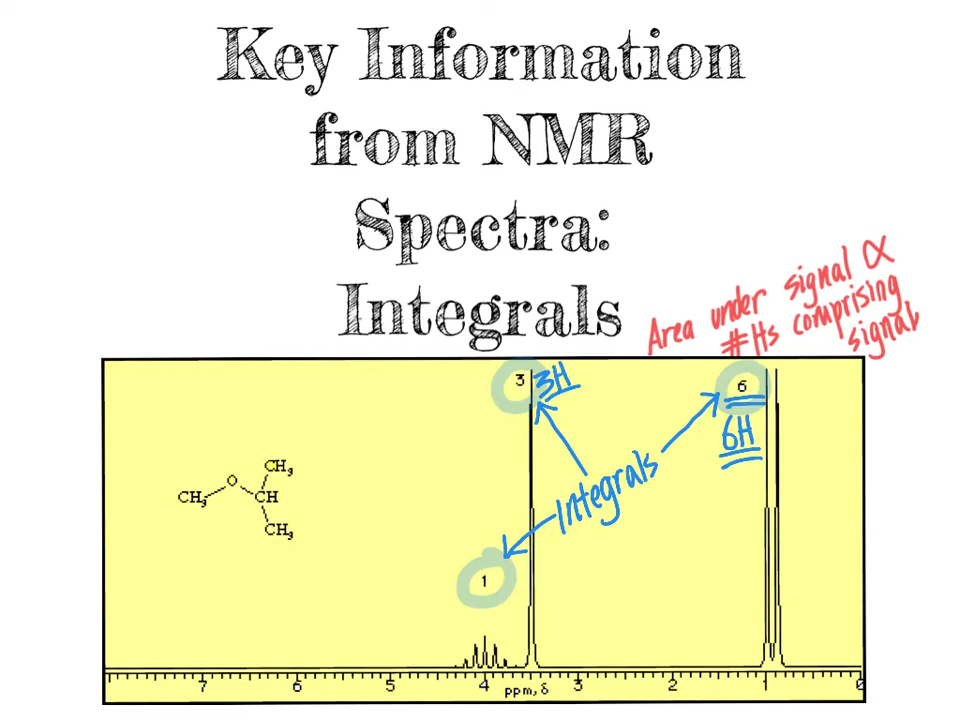 Key Information
from NMR
Spectra:
Integrals
Area under signal ∝
#Hs comprising
signal
3 3H
6
6H
Integrals
1
CH₃ O CH CH₃
CH₃
7 6 5 4 3 2 1 0
ppm, δ